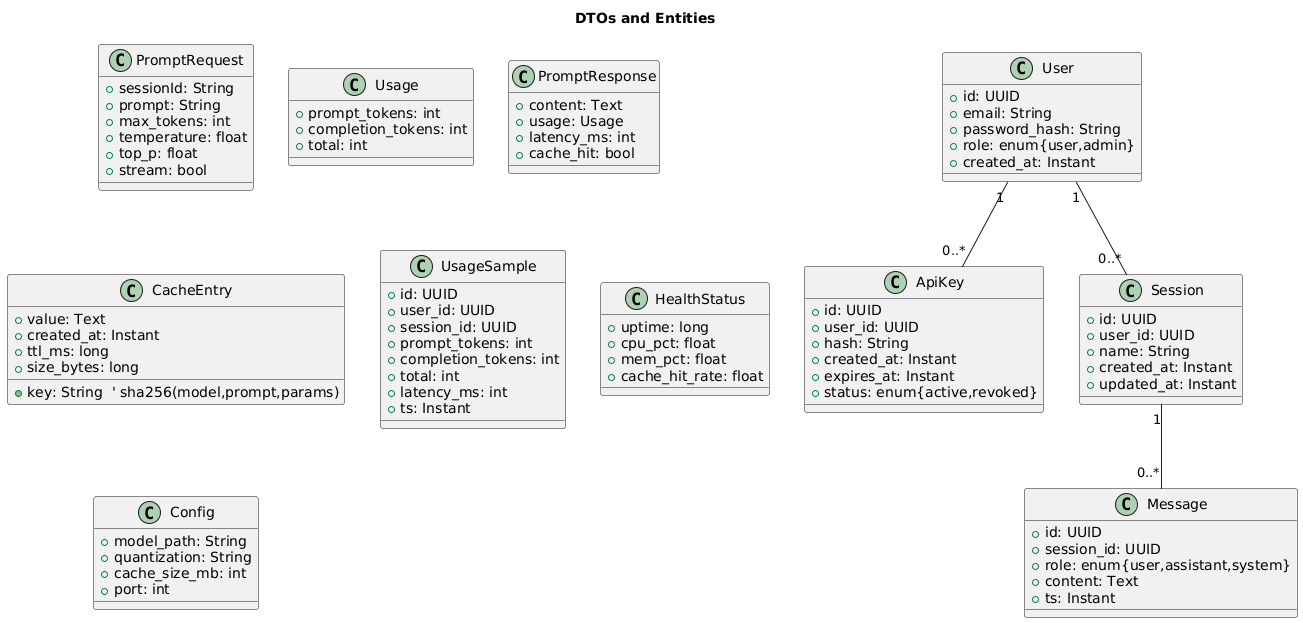 DTOs and Entities
C PromptRequest
sessionId: String
prompt: String
max_tokens: int
temperature: float
top_p: float
stream: bool
C Usage
prompt_tokens: int
completion_tokens: int
total: int
C PromptResponse
content: Text
usage: Usage
latency_ms: int
cache_hit: bool
C User
id: UUID
email: String
password_hash: String
role: enum{user,admin}
created_at: Instant
1
1
0..*
0..*
C CacheEntry
value: Text
created_at: Instant
ttl_ms: long
size_bytes: long
key: String ' sha256(model,prompt,params)
C UsageSample
id: UUID
user_id: UUID
session_id: UUID
prompt_tokens: int
completion_tokens: int
total: int
latency_ms: int
ts: Instant
C HealthStatus
uptime: long
cpu_pct: float
mem_pct: float
cache_hit_rate: float
C ApiKey
id: UUID
user_id: UUID
hash: String
created_at: Instant
expires_at: Instant
status: enum{active,revoked}
C Session
id: UUID
user_id: UUID
name: String
created_at: Instant
updated_at: Instant
1
0..*
C Config
model_path: String
quantization: String
cache_size_mb: int
port: int
C Message
id: UUID
session_id: UUID
role: enum{user,assistant,system}
content: Text
ts: Instant